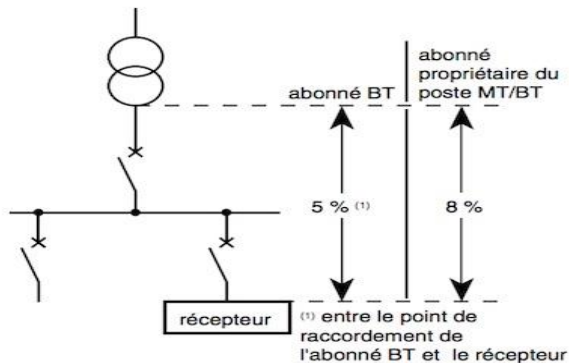 abonné
propriétaire du
poste MT/BT
abonné BT
5 % (1)
8 %
récepteur
(1) entre le point de
raccordement de
l'abonné BT et le récepteur